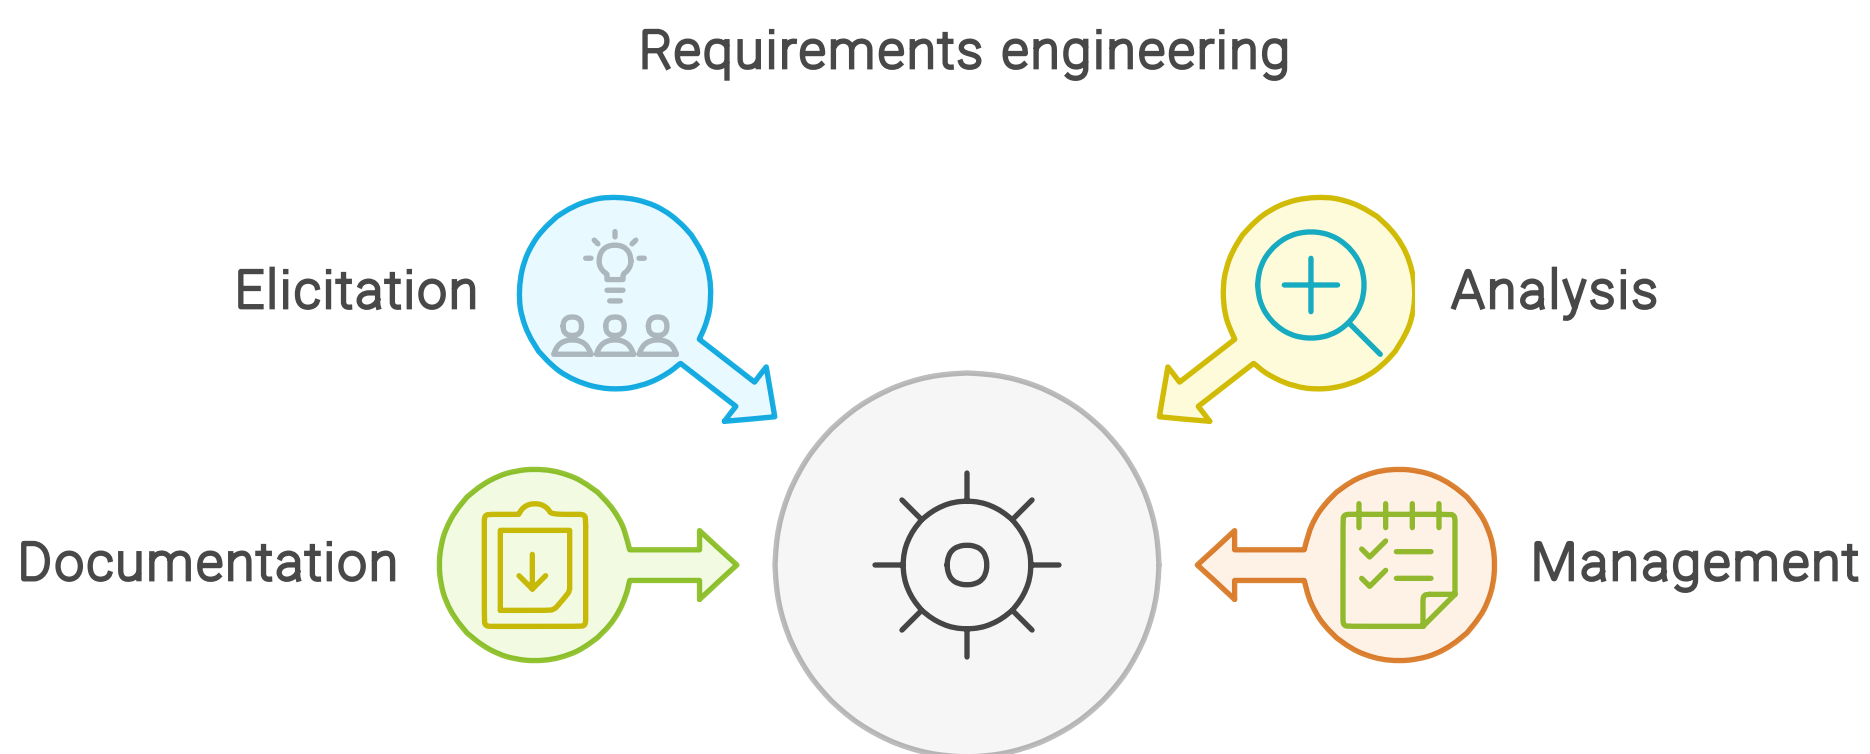 Requirements engineering
Elicitation
Analysis
Documentation
Management